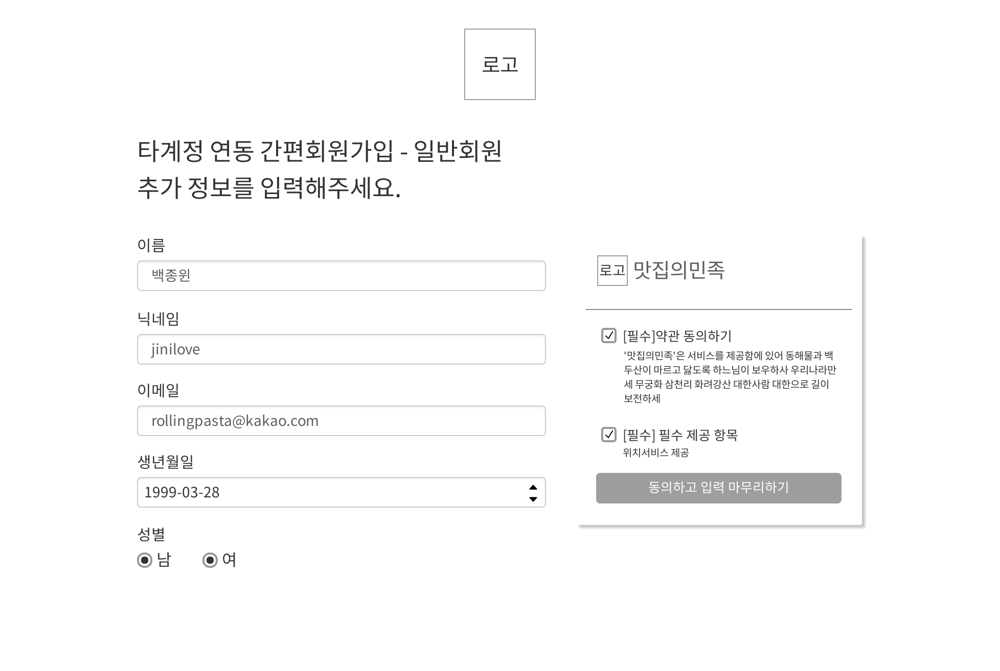 로고
타계정 연동 간편회원가입 - 일반회원
추가 정보를 입력해주세요.
이름
백종윈
닉네임
jinilove
이메일
rollingpasta@kakao.com
생년월일
1999-03-28
성별
남 여
로고 맛집의민족
[필수]약관 동의하기
'맛집의민족'은 서비스를 제공함에 있어 동해물과 백
두산이 마르고 닳도록 하느님이 보우하사 우리나라만
세 무궁화 삼천리 화려강산 대한사람 대한으로 길이
보전하세
[필수] 필수 제공 항목
위치서비스 제공
동의하고 입력 마무리하기